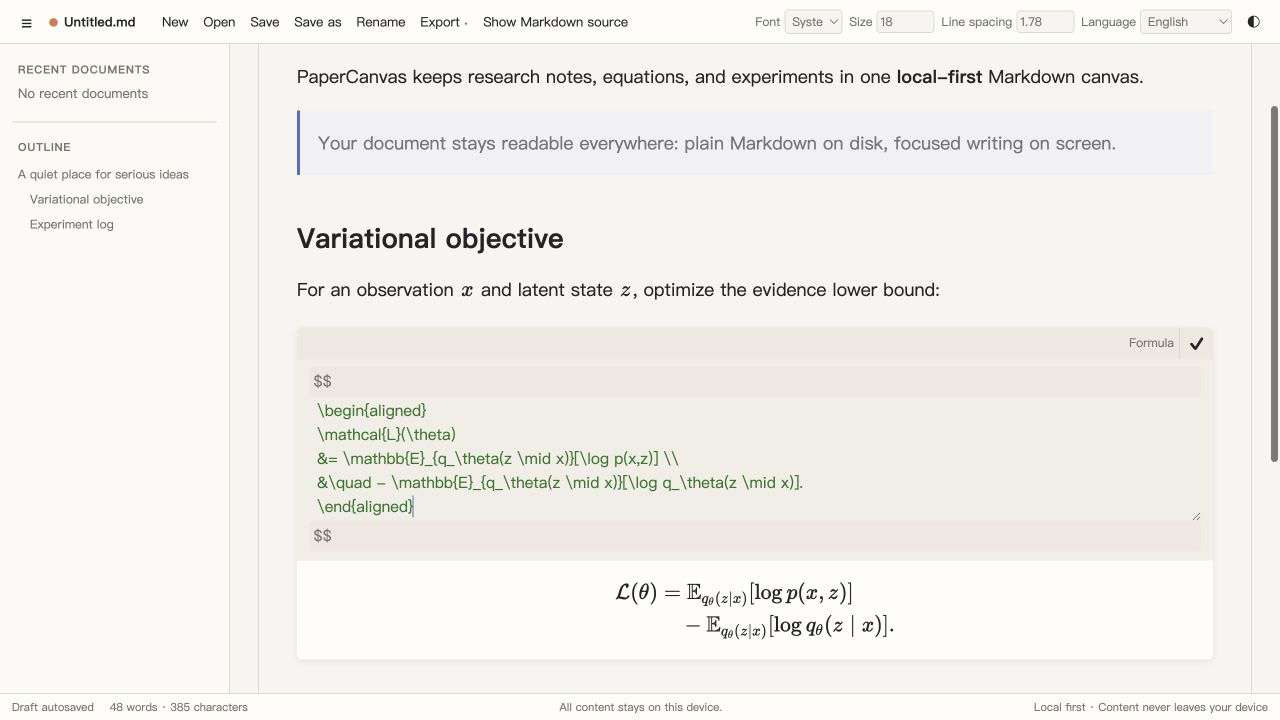 ≡ Untitled.md New Open Save Save as Rename Export · Show Markdown source Font Syste Size 18 Line spacing 1.78 Language English
RECENT DOCUMENTS
No recent documents
OUTLINE
A quiet place for serious ideas
Variational objective
Experiment log
PaperCanvas keeps research notes, equations, and experiments in one local-first Markdown canvas.
Your document stays readable everywhere: plain Markdown on disk, focused writing on screen.
Variational objective
For an observation x and latent state z, optimize the evidence lower bound:
Formula ✔
$$
\begin{aligned}
\mathcal{L}(\theta)
&= \mathbb{E}_{q_\theta(z \mid x)}[\log p(x,z)] \\
&\quad - \mathbb{E}_{q_\theta(z \mid x)}[\log q_\theta(z \mid x)].
\end{aligned}
$$
ℒ(θ) = 𝔼_{q_θ(z|x)}[log p(x, z)]
− 𝔼_{q_θ(z|x)}[log q_θ(z | x)].
Draft autosaved 48 words · 385 characters All content stays on this device. Local first · Content never leaves your device